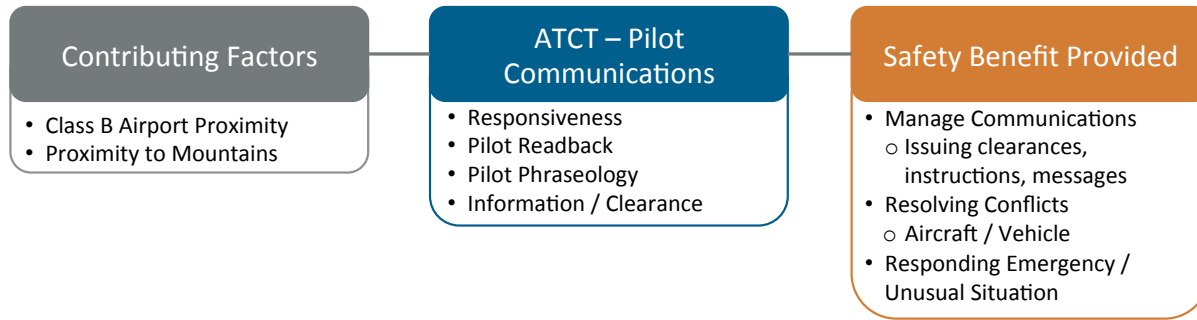 Contributing Factors
• Class B Airport Proximity
• Proximity to Mountains
ATCT – Pilot
Communications
• Responsiveness
• Pilot Readback
• Pilot Phraseology
• Information / Clearance
Safety Benefit Provided
• Manage Communications
o Issuing clearances,
instructions, messages
• Resolving Conflicts
o Aircraft / Vehicle
• Responding Emergency /
Unusual Situation